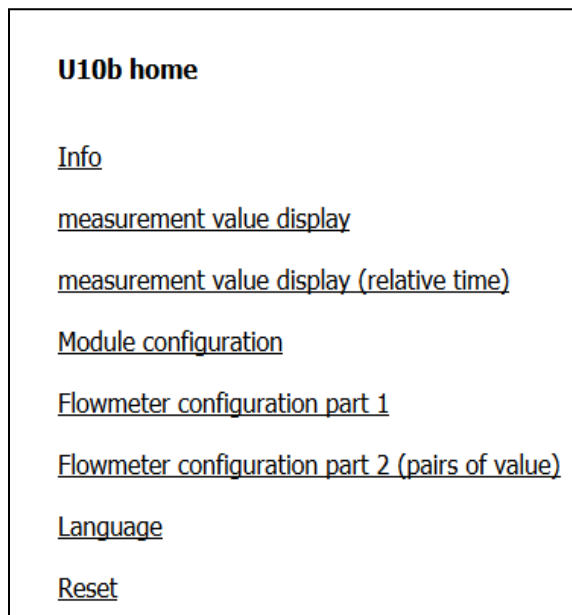 U10b home
Info
measurement value display
measurement value display (relative time)
Module configuration
Flowmeter configuration part 1
Flowmeter configuration part 2 (pairs of value)
Language
Reset